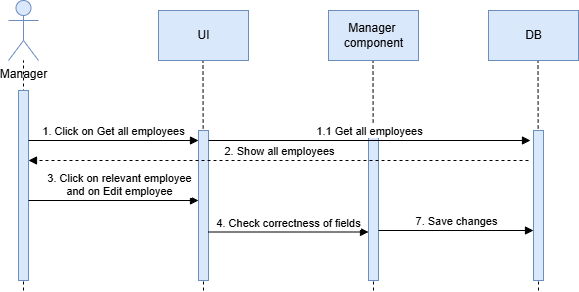 Manager
UI
Manager
component
DB
1. Click on Get all employees
1.1 Get all employees
2. Show all employees
3. Click on relevant employee
and on Edit employee
4. Check correctness of fields
7. Save changes